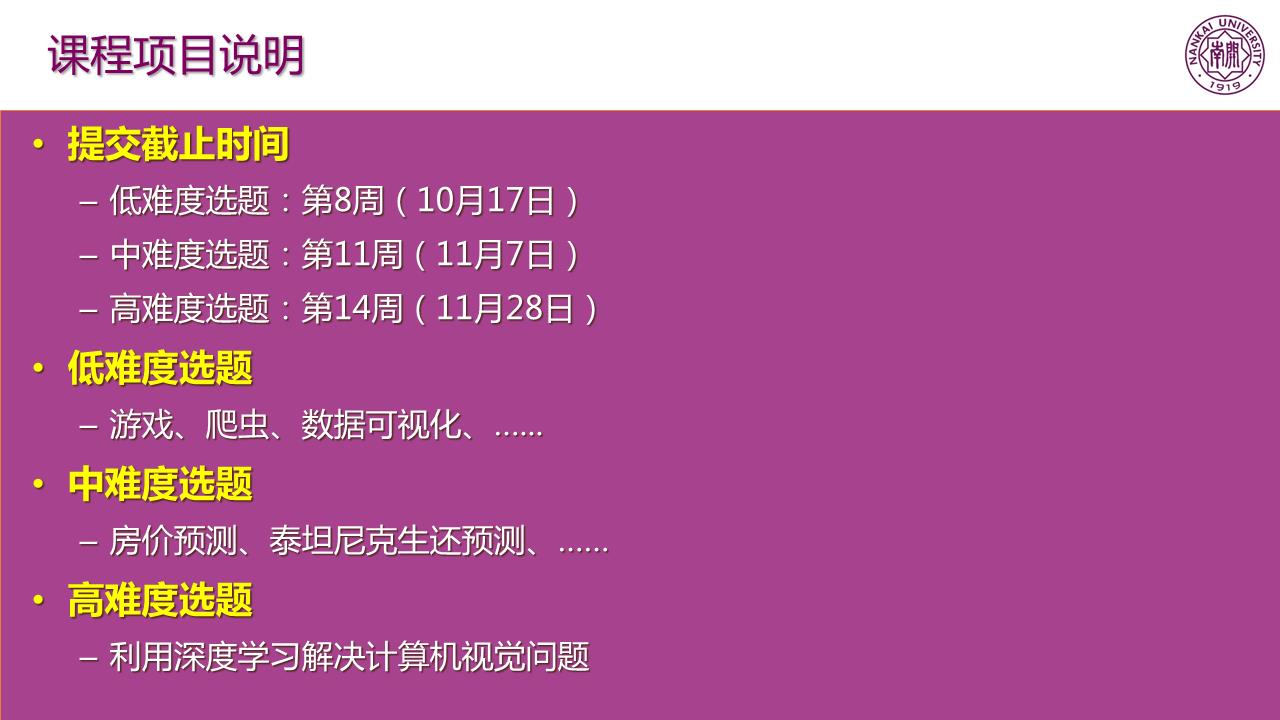 课程项目说明
NANKAI UNIVERSITY
南開
1919
• 提交截止时间
– 低难度选题：第8周（10月17日）
– 中难度选题：第11周（11月7日）
– 高难度选题：第14周（11月28日）
• 低难度选题
– 游戏、爬虫、数据可视化、……
• 中难度选题
– 房价预测、泰坦尼克生还预测、……
• 高难度选题
– 利用深度学习解决计算机视觉问题